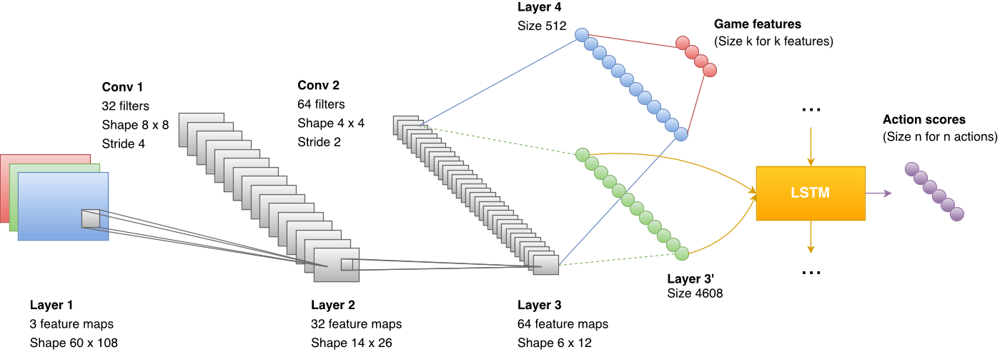 Layer 4
Size 512
Game features
(Size k for k features)
Conv 1
32 filters
Shape 8 x 8
Stride 4
Conv 2
64 filters
Shape 4 x 4
Stride 2
...
Action scores
(Size n for n actions)
LSTM
...
Layer 3'
Size 4608
Layer 1
3 feature maps
Shape 60 x 108
Layer 2
32 feature maps
Shape 14 x 26
Layer 3
64 feature maps
Shape 6 x 12